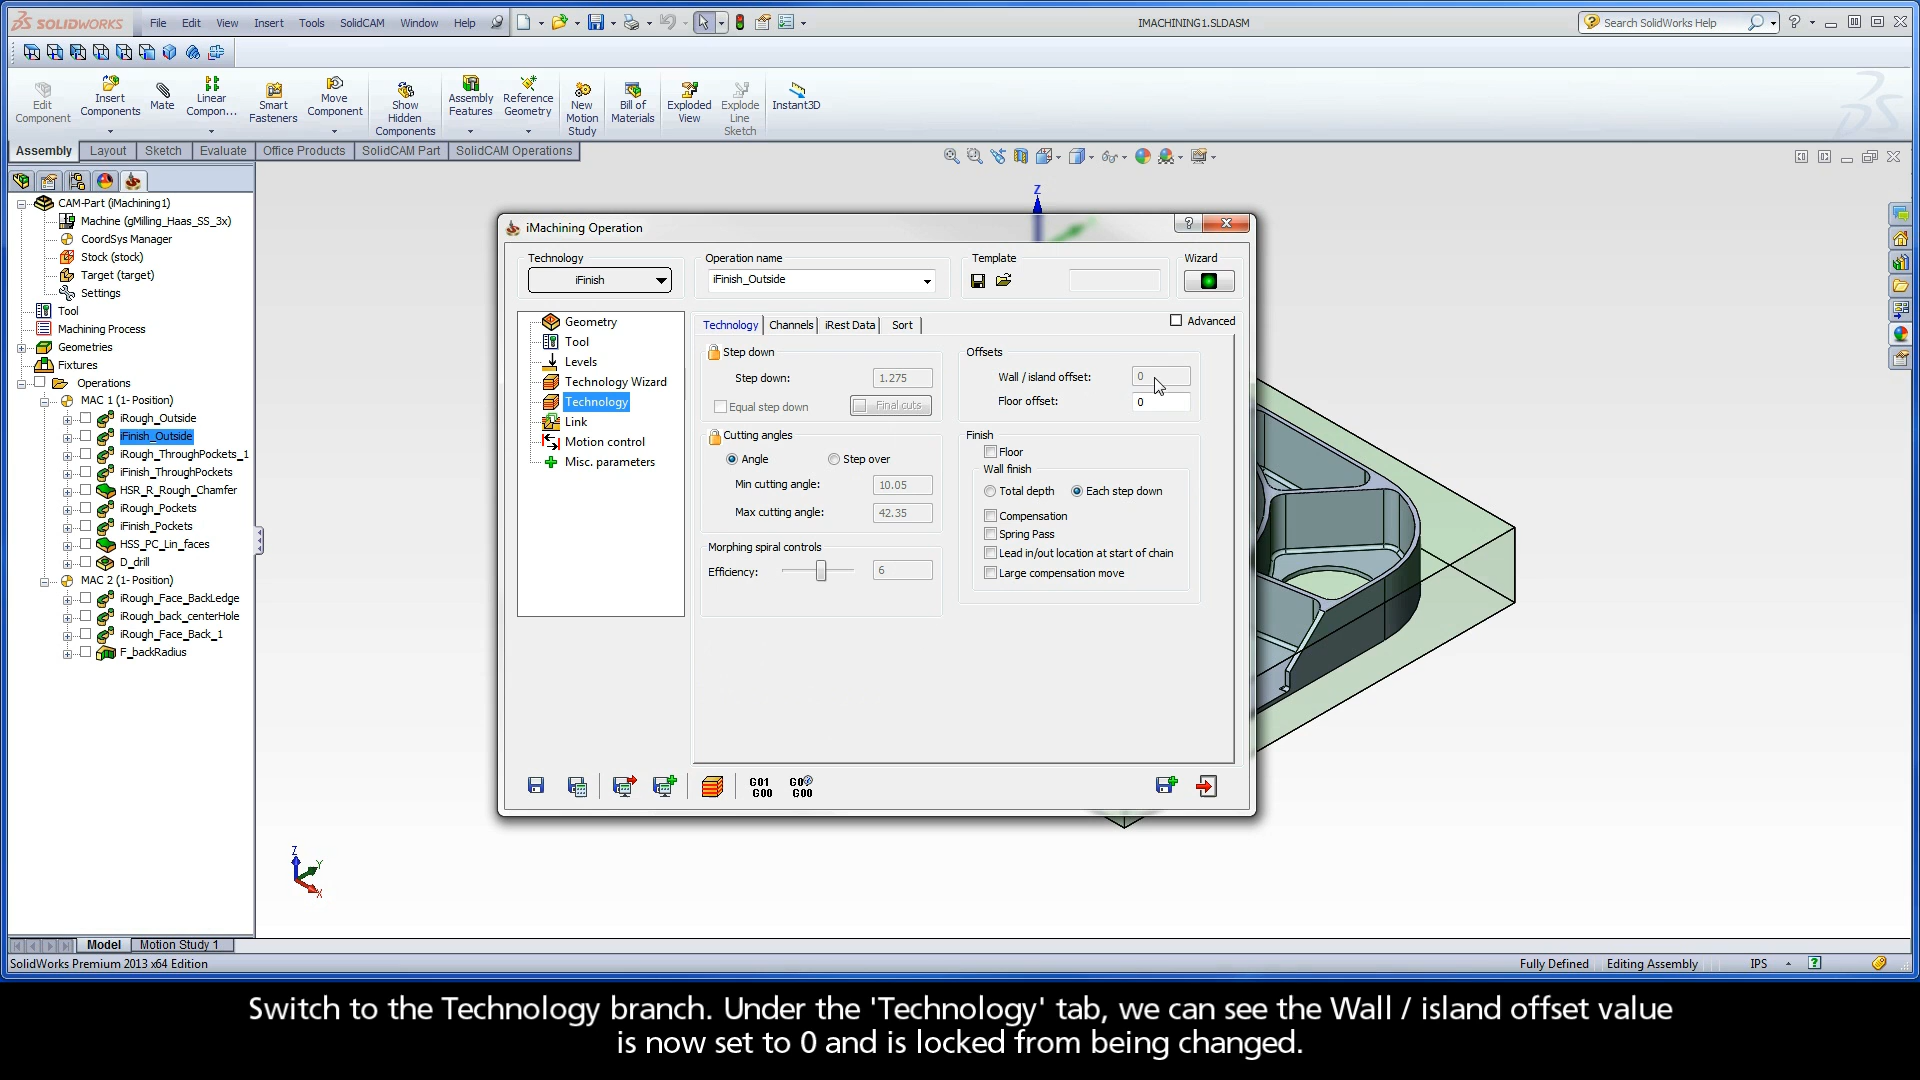 SOLIDWORKS File Edit View Insert Tools SolidCAM Window Help IMACHINING1.SLDASM Search SolidWorks Help
Edit Component
Insert Components
Mate
Linear Compon...
Smart Fasteners
Move Component
Show Hidden Components
Assembly Features
Reference Geometry
New Motion Study
Bill of Materials
Exploded View
Explode Line Sketch
Instant3D
Assembly Layout Sketch Evaluate Office Products SolidCAM Part SolidCAM Operations
CAM-Part (iMachining1)
Machine (gMilling_Haas_SS_3x)
CoordSys Manager
Stock (stock)
Target (target)
Settings
Tool
Machining Process
Geometries
Fixtures
Operations
MAC 1 (1- Position)
iRough_Outside
iFinish_Outside
iRough_ThroughPockets_1
iFinish_ThroughPockets
HSR_R_Rough_Chamfer
iRough_Pockets
iFinish_Pockets
HSS_PC_Lin_faces
D_drill
MAC 2 (1- Position)
iRough_Face_BackLedge
iRough_back_centerHole
iRough_Face_Back_1
F_backRadius
Z
iMachining Operation
Technology
iFinish
Operation name
iFinish_Outside
Template
Wizard
Geometry
Tool
Levels
Technology Wizard
Technology
Link
Motion control
Misc. parameters
Technology Channels iRest Data Sort
Advanced
Step down
Step down: 1.275
Equal step down Final cuts
Cutting angles
Angle Step over
Min cutting angle: 10.05
Max cutting angle: 42.35
Morphing spiral controls
Efficiency: 6
Offsets
Wall / island offset: 0
Floor offset: 0
Finish
Floor
Wall finish
Total depth Each step down
Compensation
Spring Pass
Lead in/out location at start of chain
Large compensation move
G01 G00
G00
Z
Y
X
Model Motion Study 1
SolidWorks Premium 2013 x64 Edition Fully Defined Editing Assembly IPS
Switch to the Technology branch. Under the 'Technology' tab, we can see the Wall / island offset value
is now set to 0 and is locked from being changed.